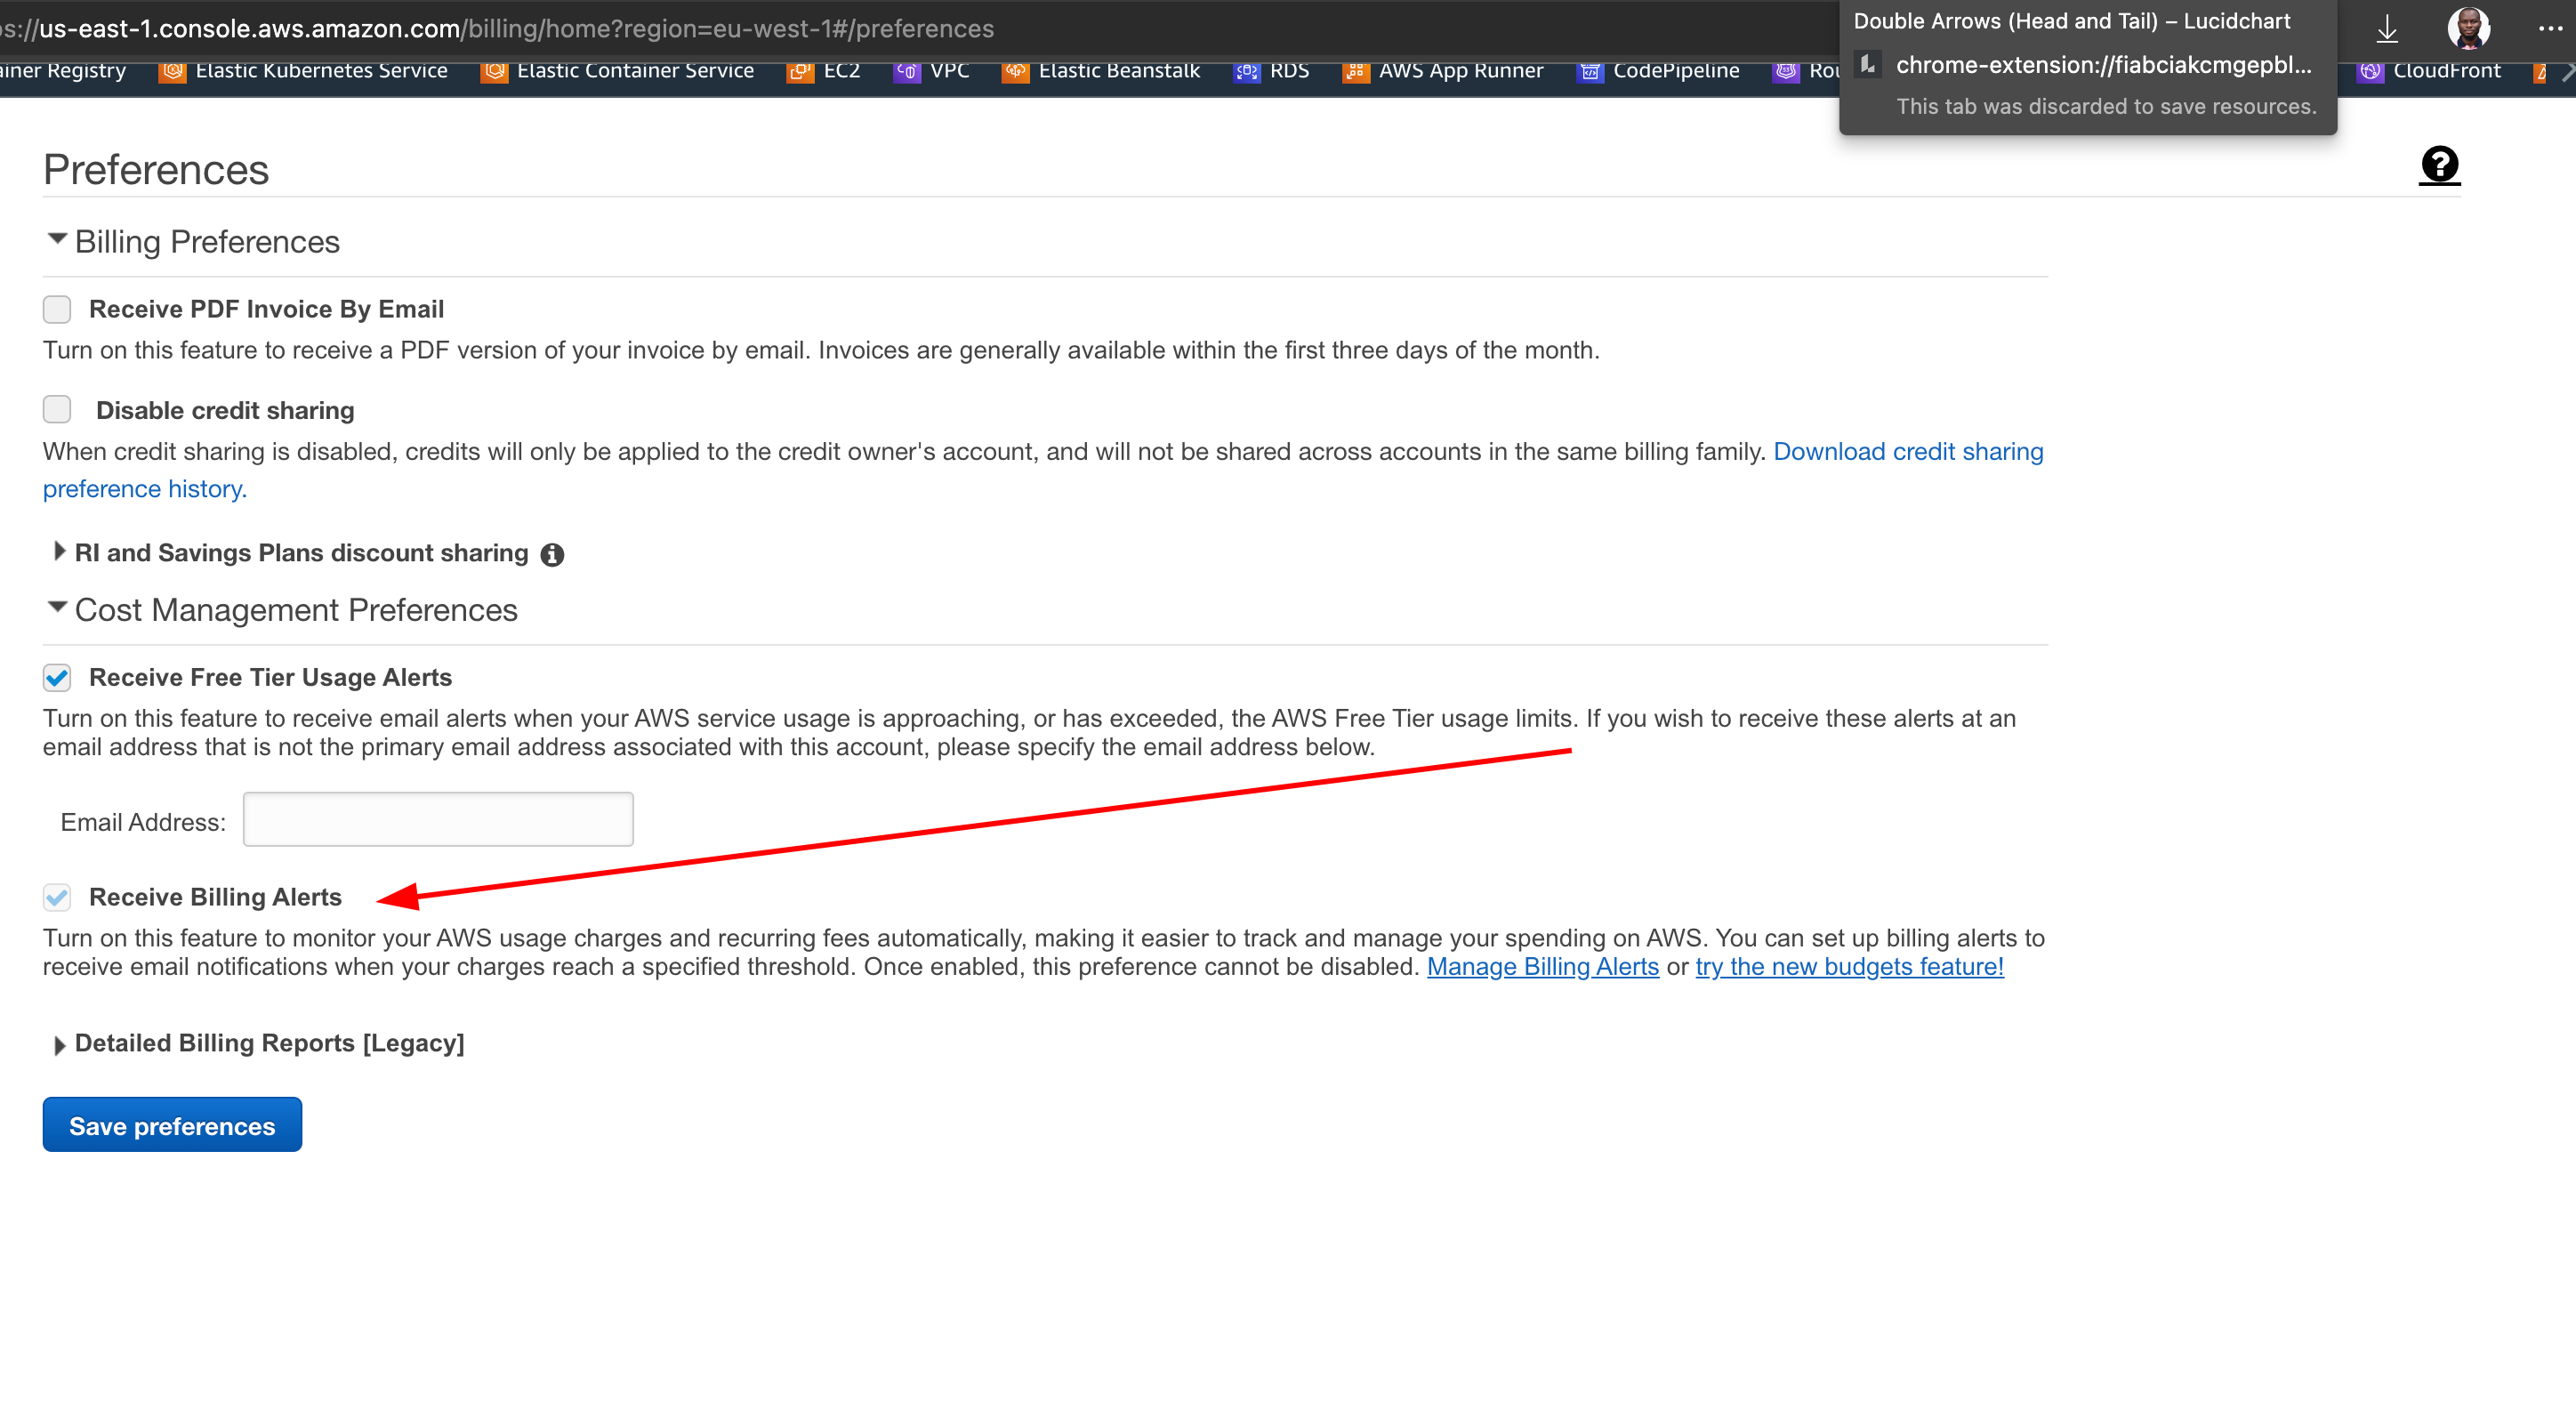 s://us-east-1.console.aws.amazon.com/billing/home?region=eu-west-1#/preferences
Double Arrows (Head and Tail) – Lucidchart
chrome-extension://fiabciakcmgepbl...
This tab was discarded to save resources.
Registry Elastic Kubernetes Service Elastic Container Service EC2 VPC Elastic Beanstalk RDS AWS App Runner CodePipeline CloudFront
Preferences
Billing Preferences
Receive PDF Invoice By Email
Turn on this feature to receive a PDF version of your invoice by email. Invoices are generally available within the first three days of the month.
Disable credit sharing
When credit sharing is disabled, credits will only be applied to the credit owner's account, and will not be shared across accounts in the same billing family. Download credit sharing
preference history.
RI and Savings Plans discount sharing
Cost Management Preferences
Receive Free Tier Usage Alerts
Turn on this feature to receive email alerts when your AWS service usage is approaching, or has exceeded, the AWS Free Tier usage limits. If you wish to receive these alerts at an
email address that is not the primary email address associated with this account, please specify the email address below.
Email Address:
Receive Billing Alerts
Turn on this feature to monitor your AWS usage charges and recurring fees automatically, making it easier to track and manage your spending on AWS. You can set up billing alerts to
receive email notifications when your charges reach a specified threshold. Once enabled, this preference cannot be disabled. Manage Billing Alerts or try the new budgets feature!
Detailed Billing Reports [Legacy]
Save preferences